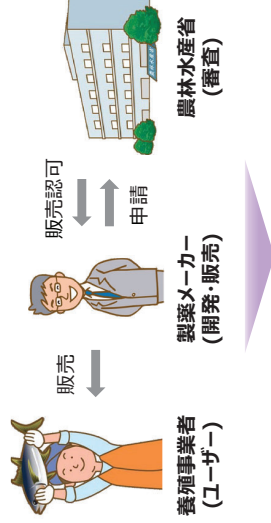 農林水産省
(審査)
販売認可
申請
製薬メーカー
(開発・販売)
販売
養殖事業者
(ユーザー)